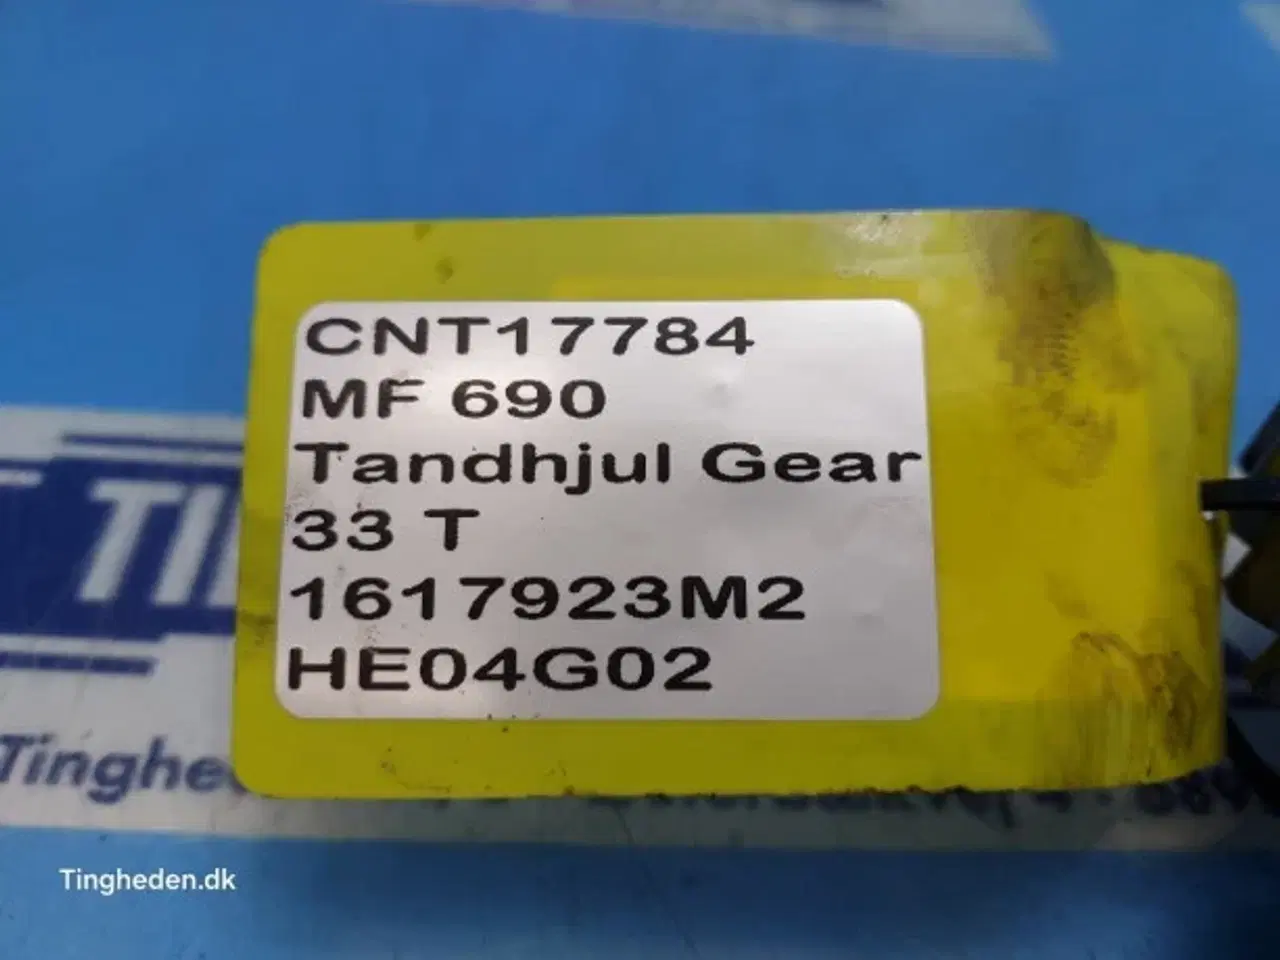 CNT17784
MF 690
Tandhjul Gear
33 T
1617923M2
HE04G02
Tingheden.dk